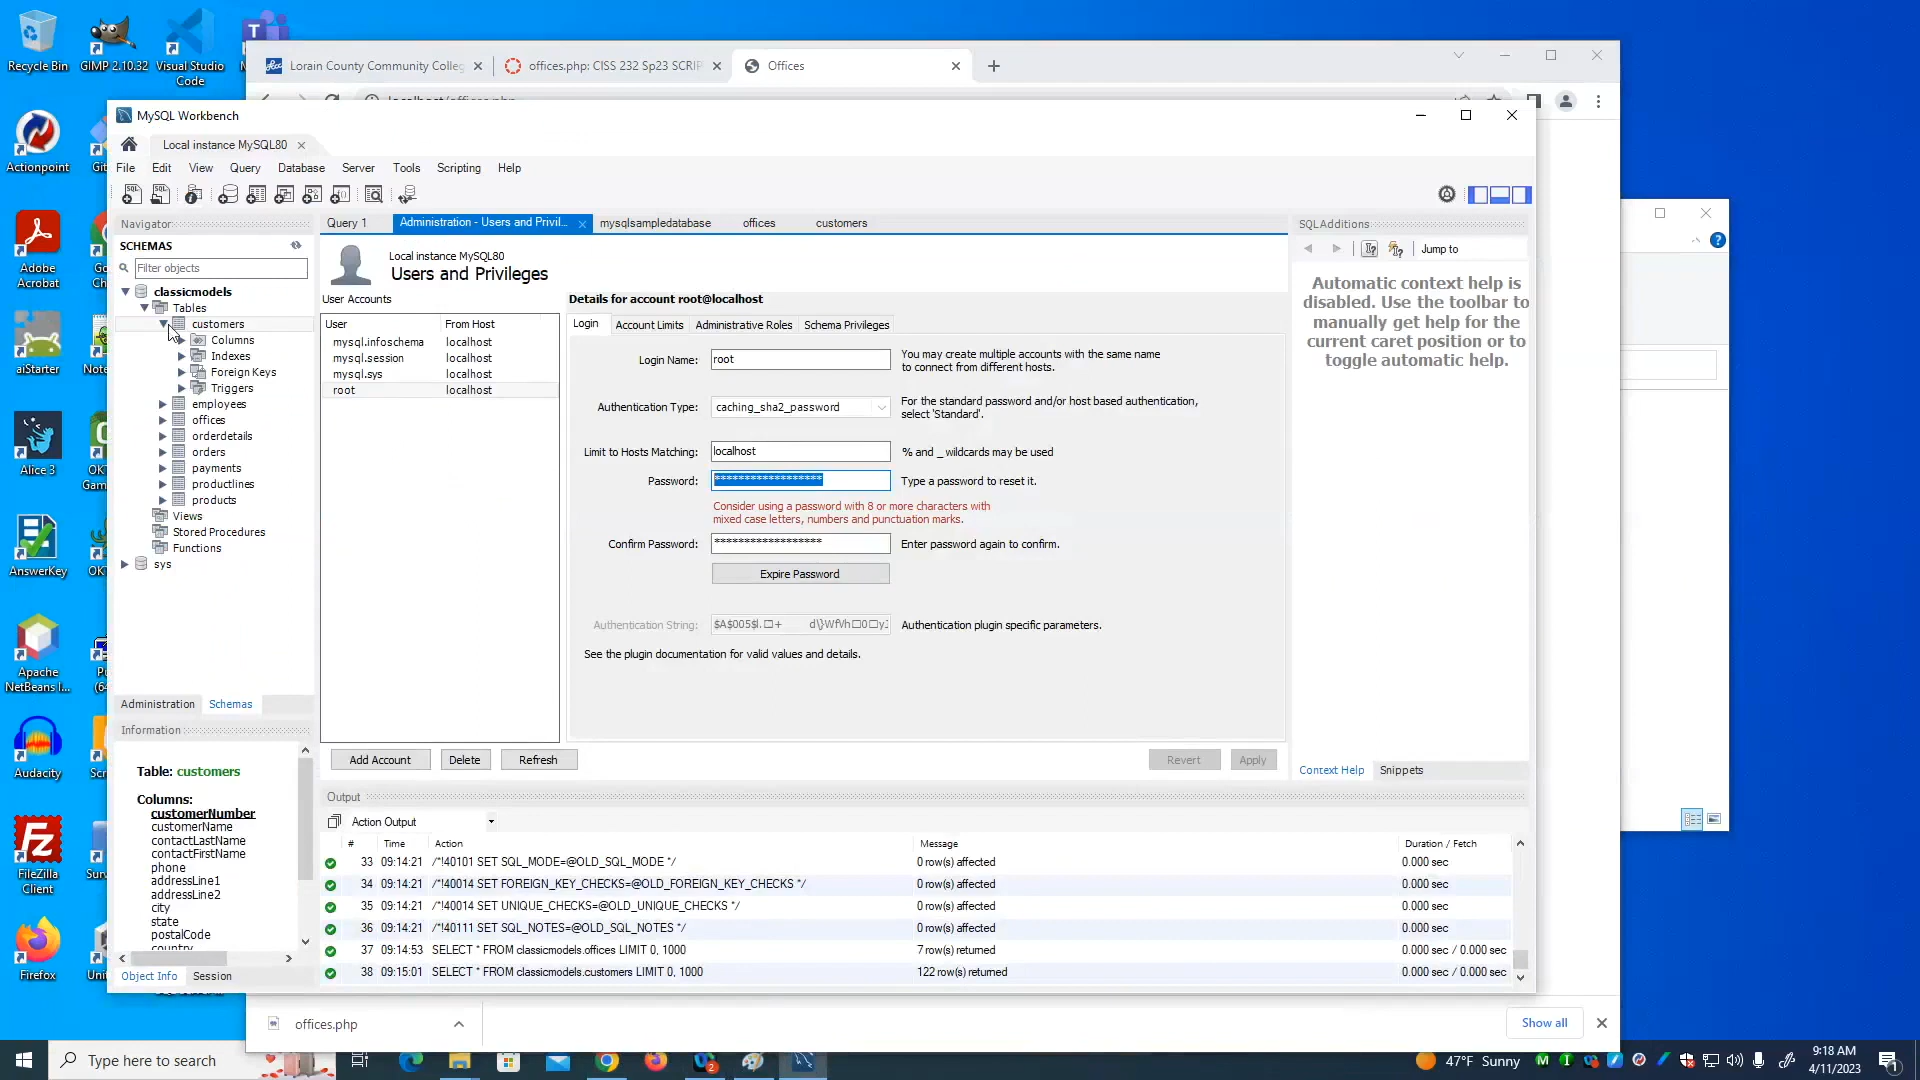 Recycle Bin
GIMP 2.10.32
Visual Studio
Code
Actionpoint
Adobe
Acrobat
aiStarter
Alice 3
AnswerKey
Apache
NetBeans I...
Audacity
FileZilla
Client
Firefox
Lorain County Community Colleg
offices.php: CISS 232 Sp23 SCRIP
Offices
MySQL Workbench
Local instance MySQL80
File Edit View Query Database Server Tools Scripting Help
Navigator
SCHEMAS
Filter objects
classicmodels
Tables
customers
Columns
Indexes
Foreign Keys
Triggers
employees
offices
orderdetails
orders
payments
productlines
products
Views
Stored Procedures
Functions
sys
Administration Schemas
Information
Table: customers
Columns:
customerNumber
customerName
contactLastName
contactFirstName
phone
addressLine1
addressLine2
city
state
postalCode
country
Object Info Session
Query 1 Administration - Users and Privil... mysqlsampledatabase offices customers
Local instance MySQL80
Users and Privileges
User Accounts
User From Host
mysql.infoschema localhost
mysql.session localhost
mysql.sys localhost
root localhost
Add Account Delete Refresh
Details for account root@localhost
Login Account Limits Administrative Roles Schema Privileges
Login Name: root You may create multiple accounts with the same name
to connect from different hosts.
Authentication Type: caching_sha2_password For the standard password and/or host based authentication,
select 'Standard'.
Limit to Hosts Matching: localhost % and _ wildcards may be used
Password: ****************** Type a password to reset it.
Consider using a password with 8 or more characters with
mixed case letters, numbers and punctuation marks.
Confirm Password: ****************** Enter password again to confirm.
Expire Password
Authentication String: Authentication plugin specific parameters.
See the plugin documentation for valid values and details.
Revert Apply
SQLAdditions
Jump to
Automatic context help is
disabled. Use the toolbar to
manually get help for the
current caret position or to
toggle automatic help.
Context Help Snippets
Output
Action Output
# Time Action Message Duration / Fetch
33 09:14:21 /*!40101 SET SQL_MODE=@OLD_SQL_MODE */ 0 row(s) affected 0.000 sec
34 09:14:21 /*!40014 SET FOREIGN_KEY_CHECKS=@OLD_FOREIGN_KEY_CHECKS */ 0 row(s) affected 0.000 sec
35 09:14:21 /*!40014 SET UNIQUE_CHECKS=@OLD_UNIQUE_CHECKS */ 0 row(s) affected 0.000 sec
36 09:14:21 /*!40111 SET SQL_NOTES=@OLD_SQL_NOTES */ 0 row(s) affected 0.000 sec
37 09:14:53 SELECT * FROM classicmodels.offices LIMIT 0, 1000 7 row(s) returned 0.000 sec / 0.000 sec
38 09:15:01 SELECT * FROM classicmodels.customers LIMIT 0, 1000 122 row(s) returned 0.000 sec / 0.000 sec
offices.php
Show all
Type here to search
47°F Sunny
9:18 AM
4/11/2023